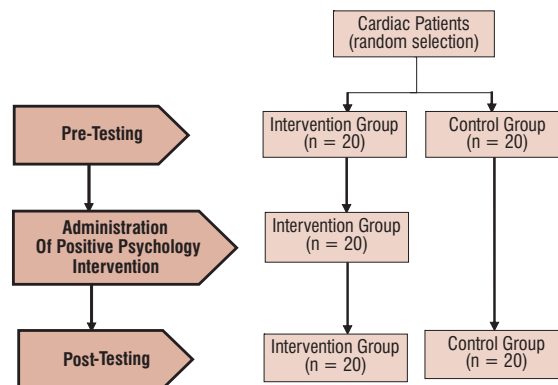 Cardiac Patients
(random selection)
Pre-Testing
Intervention Group
(n = 20)
Control Group
(n = 20)
Administration
Of Positive Psychology
Intervention
Intervention Group
(n = 20)
Post-Testing
Intervention Group
(n = 20)
Control Group
(n = 20)